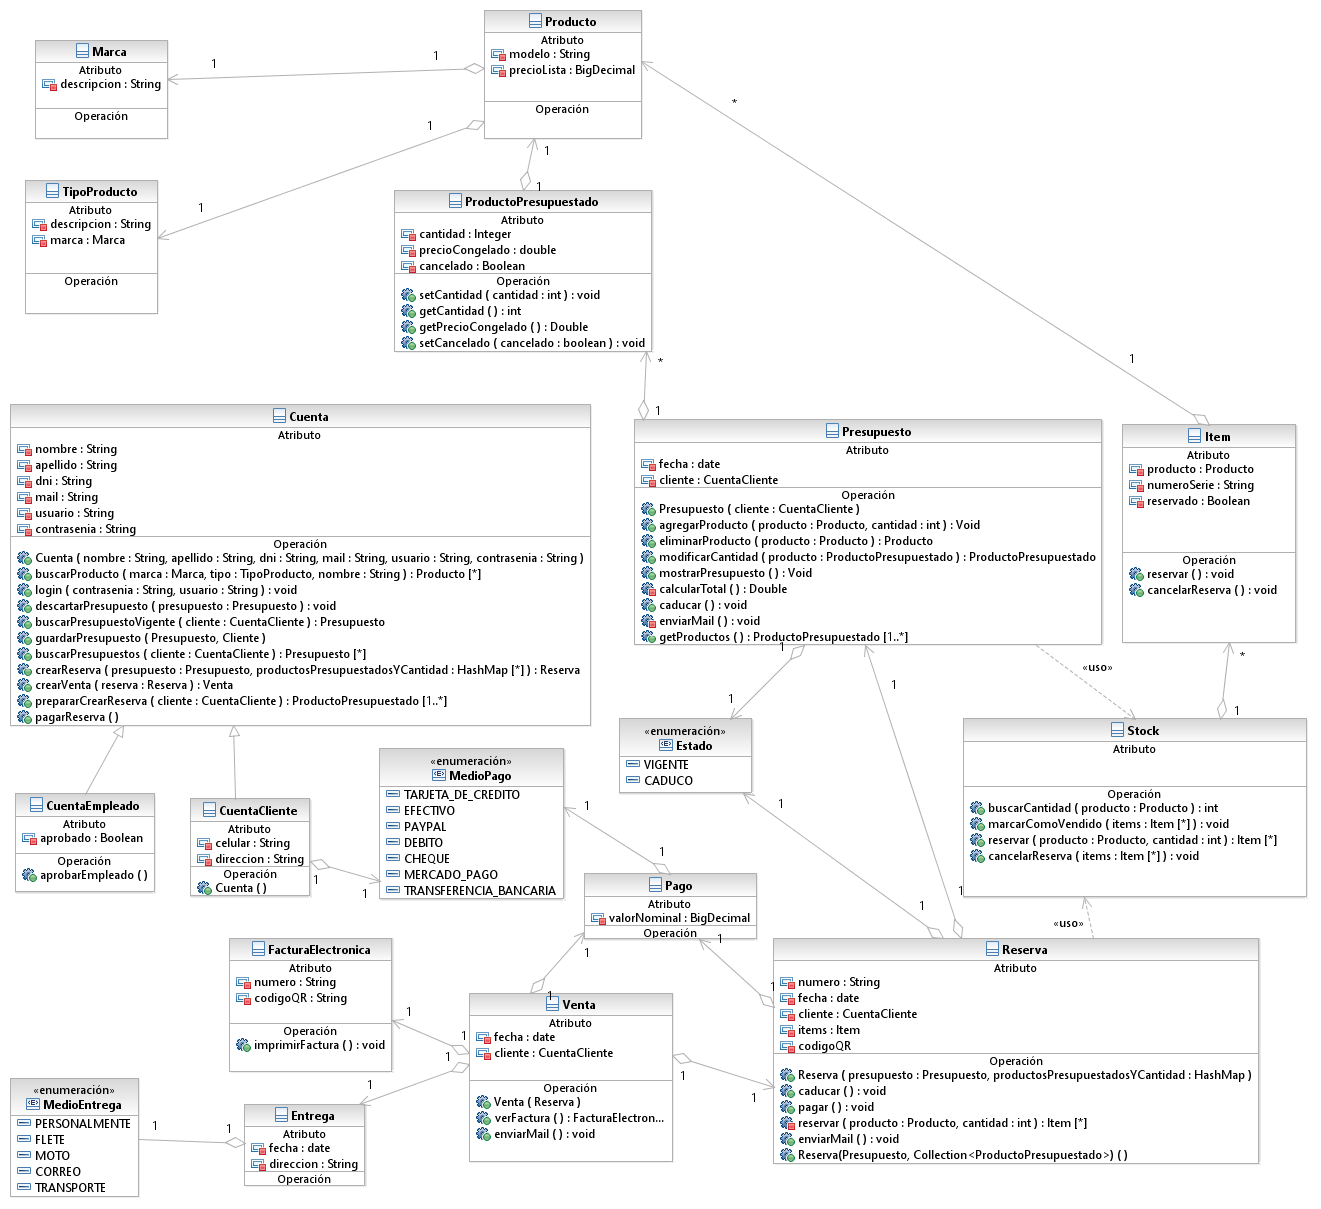 Producto
Atributo
modelo : String
precioLista : BigDecimal
Operación
Marca
Atributo
descripcion : String
Operación
1
1
1
1
*
1
1
1
TipoProducto
Atributo
descripcion : String
marca : Marca
Operación
ProductoPresupuestado
Atributo
cantidad : Integer
precioCongelado : double
cancelado : Boolean
Operación
setCantidad ( cantidad : int ) : void
getCantidad ( ) : int
getPrecioCongelado ( ) : Double
setCancelado ( cancelado : boolean ) : void
*
1
Cuenta
Atributo
nombre : String
apellido : String
dni : String
mail : String
usuario : String
contrasenia : String
Operación
Cuenta ( nombre : String, apellido : String, dni : String, mail : String, usuario : String, contrasenia : String )
buscarProducto ( marca : Marca, tipo : TipoProducto, nombre : String ) : Producto [*]
login ( contrasenia : String, usuario : String ) : void
descartarPresupuesto ( presupuesto : Presupuesto ) : void
buscarPresupuestoVigente ( cliente : CuentaCliente ) : Presupuesto
guardarPresupuesto ( Presupuesto, Cliente )
buscarPresupuestos ( cliente : CuentaCliente ) : Presupuesto [*]
crearReserva ( presupuesto : Presupuesto, productosPresupuestadosYCantidad : HashMap [*] ) : Reserva
crearVenta ( reserva : Reserva ) : Venta
prepararCrearReserva ( cliente : CuentaCliente ) : ProductoPresupuestado [1..*]
pagarReserva ( )
Presupuesto
Atributo
fecha : date
cliente : CuentaCliente
Operación
Presupuesto ( cliente : CuentaCliente )
agregarProducto ( producto : Producto, cantidad : int ) : Void
eliminarProducto ( producto : Producto ) : Producto
modificarCantidad ( producto : ProductoPresupuestado ) : ProductoPresupuestado
mostrarPresupuesto ( ) : Void
calcularTotal ( ) : Double
caducar ( ) : void
enviarMail ( ) : void
getProductos ( ) : ProductoPresupuestado [1..*]
Item
Atributo
producto : Producto
numeroSerie : String
reservado : Boolean
Operación
reservar ( ) : void
cancelarReserva ( ) : void
1
1
1
1
«uso»
*
1
«enumeración»
Estado
VIGENTE
CADUCO
Stock
Atributo
Operación
buscarCantidad ( producto : Producto ) : int
marcarComoVendido ( items : Item [*] ) : void
reservar ( producto : Producto, cantidad : int ) : Item [*]
cancelarReserva ( items : Item [*] ) : void
CuentaEmpleado
Atributo
aprobado : Boolean
Operación
aprobarEmpleado ( )
CuentaCliente
Atributo
celular : String
direccion : String
Operación
Cuenta ( )
1
1
«enumeración»
MedioPago
TARJETA_DE_CREDITO
EFECTIVO
PAYPAL
DEBITO
CHEQUE
MERCADO_PAGO
TRANSFERENCIA_BANCARIA
1
1
1
1
1
«uso»
Pago
Atributo
valorNominal : BigDecimal
Operación
1
1
1
1
FacturaElectronica
Atributo
numero : String
codigoQR : String
Operación
imprimirFactura ( ) : void
1
1
1
1
Venta
Atributo
fecha : date
cliente : CuentaCliente
Operación
Venta ( Reserva )
verFactura ( ) : FacturaElectron...
enviarMail ( ) : void
1
1
Reserva
Atributo
numero : String
fecha : date
cliente : CuentaCliente
items : Item
codigoQR
Operación
Reserva ( presupuesto : Presupuesto, productosPresupuestadosYCantidad : HashMap )
caducar ( ) : void
pagar ( ) : void
reservar ( producto : Producto, cantidad : int ) : Item [*]
enviarMail ( ) : void
Reserva(Presupuesto, Collection<ProductoPresupuestado>) ( )
«enumeración»
MedioEntrega
PERSONALMENTE
FLETE
MOTO
CORREO
TRANSPORTE
1
1
Entrega
Atributo
fecha : date
direccion : String
Operación